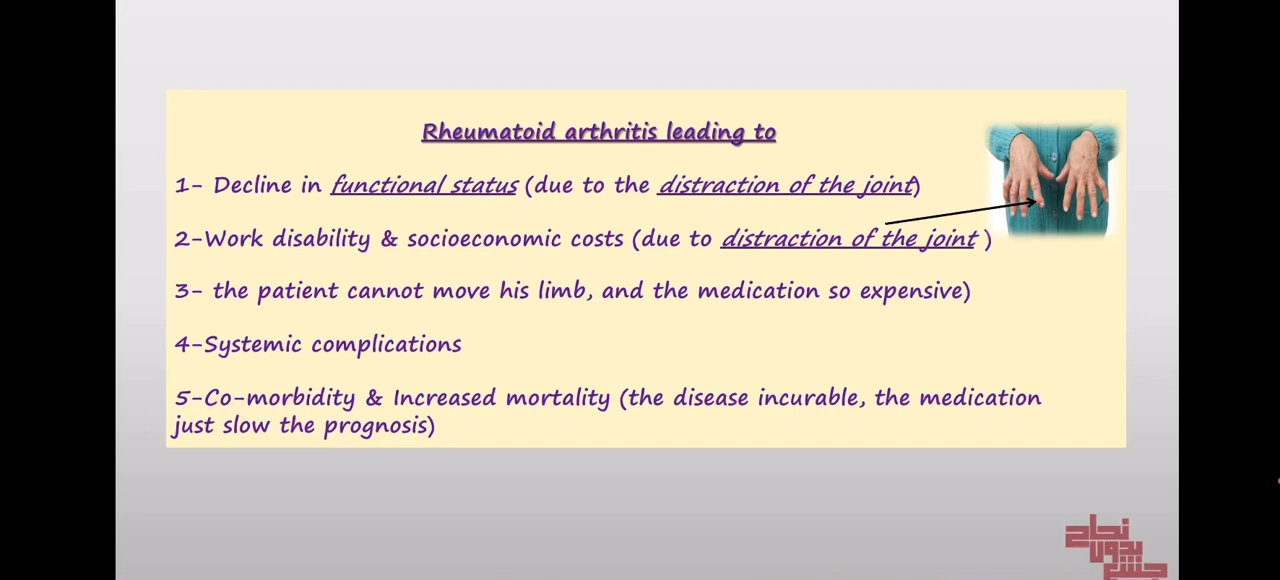 Rheumatoid arthritis leading to
1- Decline in functional status (due to the distraction of the joint)
2-Work disability & socioeconomic costs (due to distraction of the joint )
3- the patient cannot move his limb, and the medication so expensive)
4-Systemic complications
5-Co-morbidity & Increased mortality (the disease incurable, the medication
just slow the prognosis)
نجاح
بدون